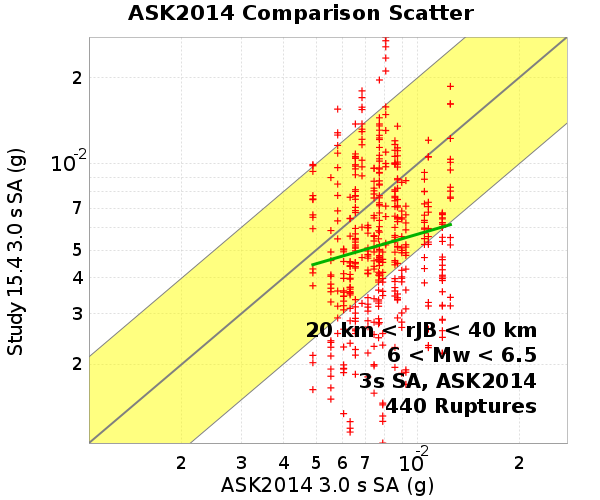 ASK2014 Comparison Scatter
Study 15.4 3.0 s SA (g)
2
10-2
7
5
4
3
2
20 km < rJB < 40 km
6 < Mw < 6.5
3s SA, ASK2014
440 Ruptures
2 3 4 5 6 7 10-2 2
ASK2014 3.0 s SA (g)